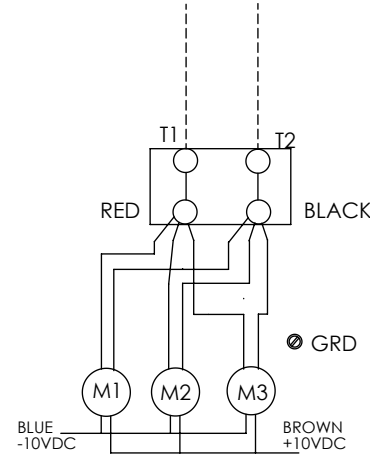 T1 T2
RED BLACK
GRD
M1 M2 M3
BLUE
-10VDC
BROWN
+10VDC